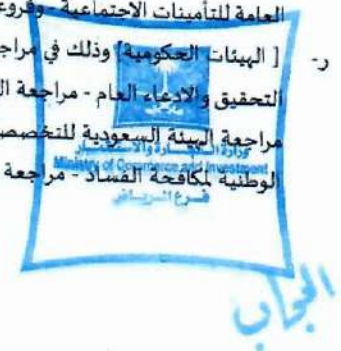 العامة للتأمينات الاجتماعية - وفروع
ر- [ الهيئات الحكومية] وذلك في مراج
التحقيق والادعاء العام - مراجعة ال
مراجعة الهيئة السعودية للتخصص
وزارة التجارة والاستثمار
Ministry of Commerce and Investment
الوطنية لمكافحة الفساد - مراجعة
فرع الرياض